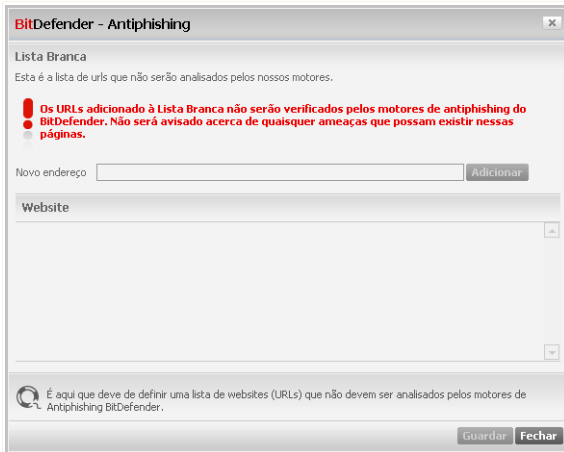 BitDefender - Antiphishing
Lista Branca
Esta é a lista de urls que não serão analisados pelos nossos motores.
Os URLs adicionado à Lista Branca não serão verificados pelos motores de antiphishing do
BitDefender. Não será avisado acerca de quaisquer ameaças que possam existir nessas
páginas.
Novo endereço Adicionar
Website
É aqui que deve de definir uma lista de websites (URLs) que não devem ser analisados pelos motores de
Antiphishing BitDefender.
Guardar Fechar